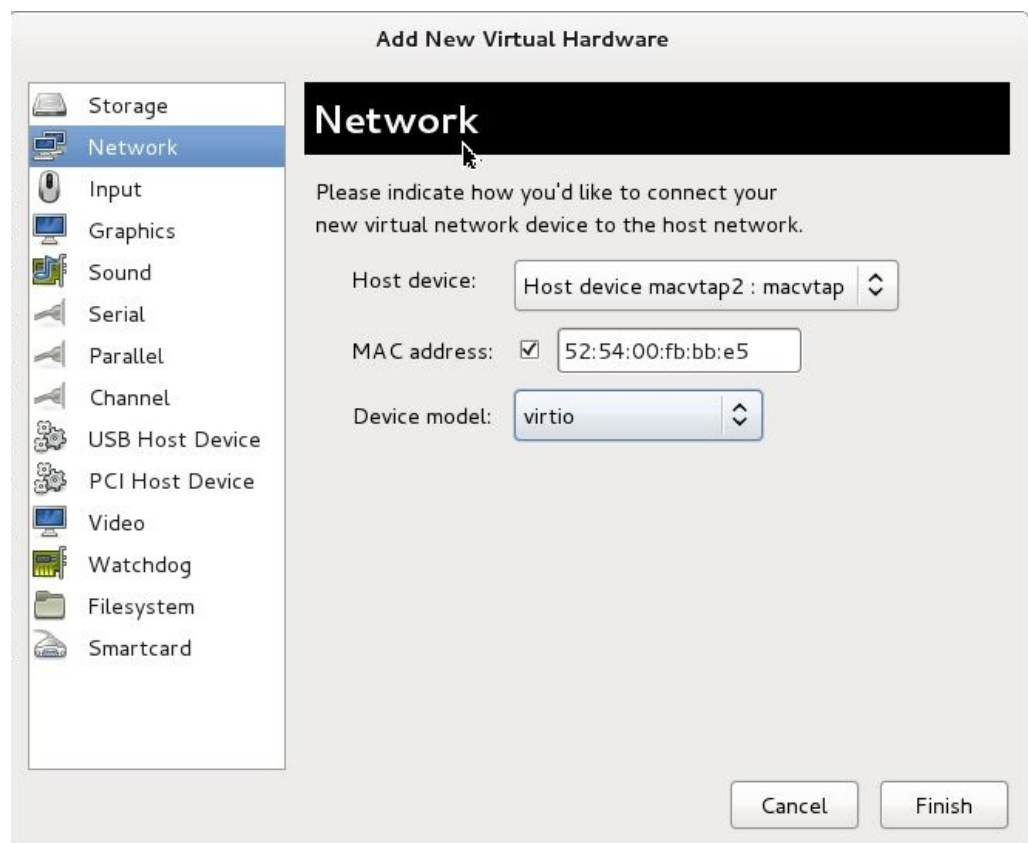 Add New Virtual Hardware
Storage
Network
Input
Graphics
Sound
Serial
Parallel
Channel
USB Host Device
PCI Host Device
Video
Watchdog
Filesystem
Smartcard
Network
Please indicate how you'd like to connect your
new virtual network device to the host network.
Host device: Host device macvtap2 : macvtap
MAC address: 52:54:00:fb:bb:e5
Device model: virtio
Cancel Finish